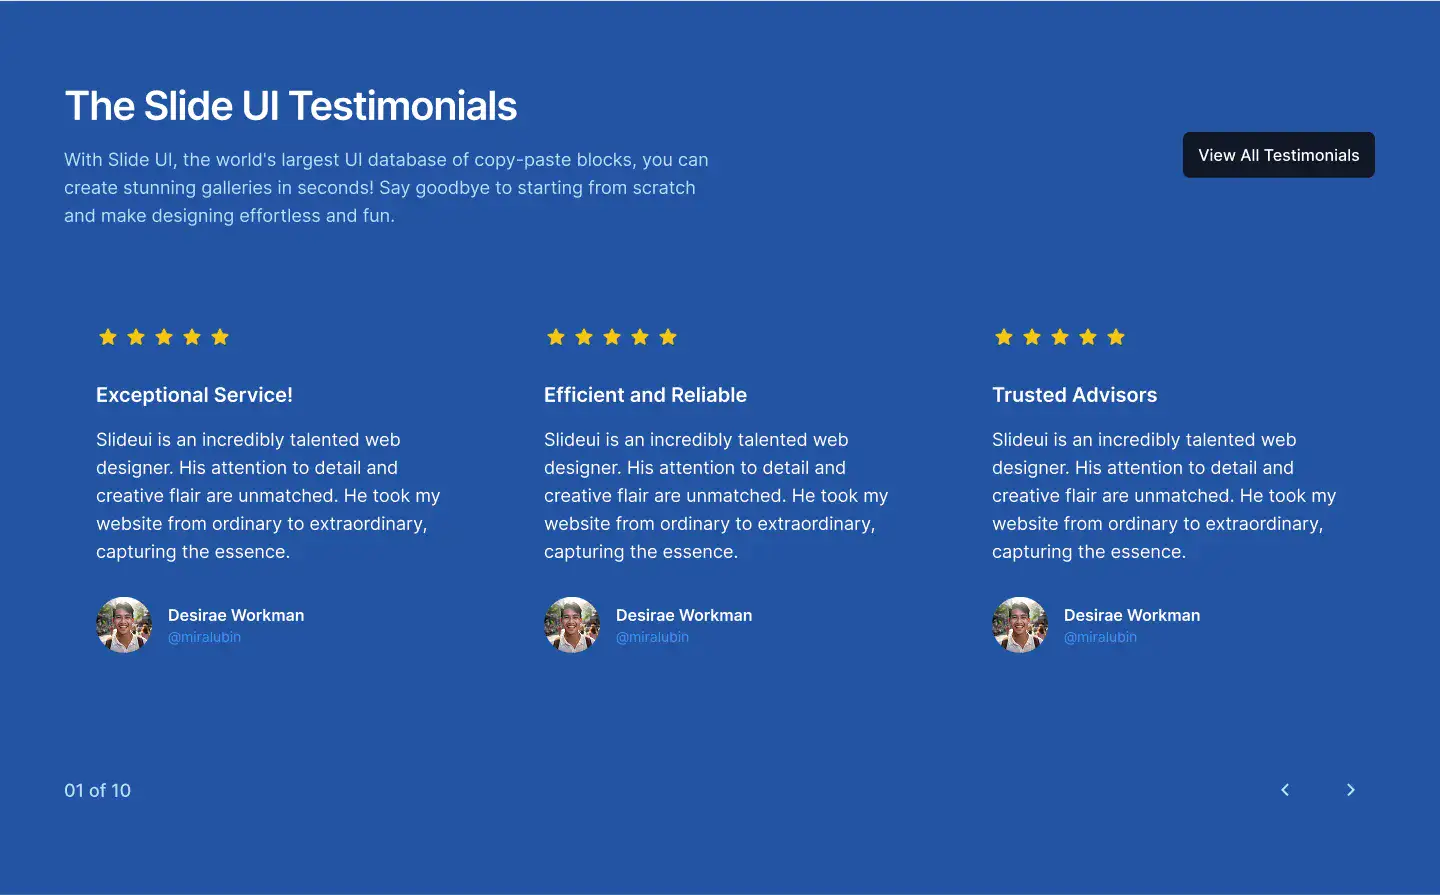 The Slide UI Testimonials
With Slide UI, the world's largest UI database of copy-paste blocks, you can
create stunning galleries in seconds! Say goodbye to starting from scratch
and make designing effortless and fun.
View All Testimonials
Exceptional Service!
Slideui is an incredibly talented web
designer. His attention to detail and
creative flair are unmatched. He took my
website from ordinary to extraordinary,
capturing the essence.
Desirae Workman
@miralubin
Efficient and Reliable
Slideui is an incredibly talented web
designer. His attention to detail and
creative flair are unmatched. He took my
website from ordinary to extraordinary,
capturing the essence.
Desirae Workman
@miralubin
Trusted Advisors
Slideui is an incredibly talented web
designer. His attention to detail and
creative flair are unmatched. He took my
website from ordinary to extraordinary,
capturing the essence.
Desirae Workman
@miralubin
01 of 10